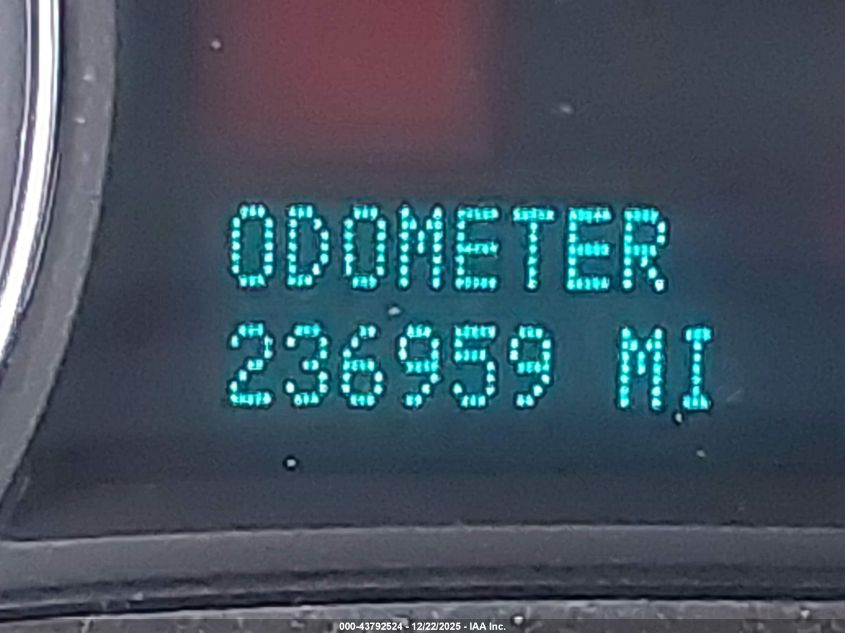 ODOMETER
236959 MI
000-43792524 - 12/22/2025 - IAA Inc.